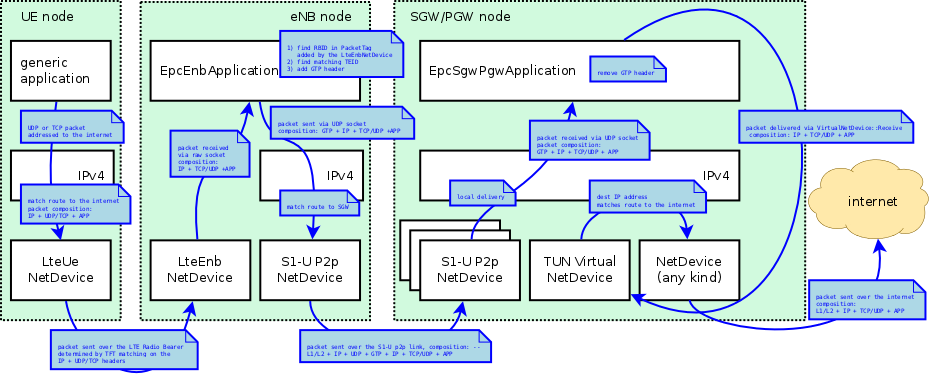 UE node
eNB node
SGW/PGW node
generic
application
EpcEnbApplication
1) find RBID in PacketTag
added by the LteEnbNetDevice
2) find matching TEID
3) add GTP header
EpcSgwPgwApplication
remove GTP header
UDP or TCP packet
addressed to the internet
packet sent via UDP socket
composition: GTP + IP + TCP/UDP +APP
packet received
via raw socket
composition:
IP + TCP/UDP +APP
packet received via UDP socket
packet composition:
GTP + IP + TCP/UDP + APP
packet delivered via VirtualNetDevice::Receive
composition: IP + TCP/UDP + APP
IPv4
IPv4
IPv4
match route to the internet
packet composition:
IP + UDP/TCP + APP
match route to SGW
local delivery
dest IP address
matches route to the internet
internet
LteUe
NetDevice
LteEnb
NetDevice
S1-U P2p
NetDevice
S1-U P2p
NetDevice
TUN Virtual
NetDevice
NetDevice
(any kind)
packet sent over the internet
composition:
L1/L2 + IP + TCP/UDP + APP
packet sent over the LTE Radio Bearer
determined by TFT matching on the
IP + UDP/TCP headers
packet sent over the S1-U p2p link, composition: --
L1/L2 + IP + UDP + GTP + IP + TCP/UDP + APP